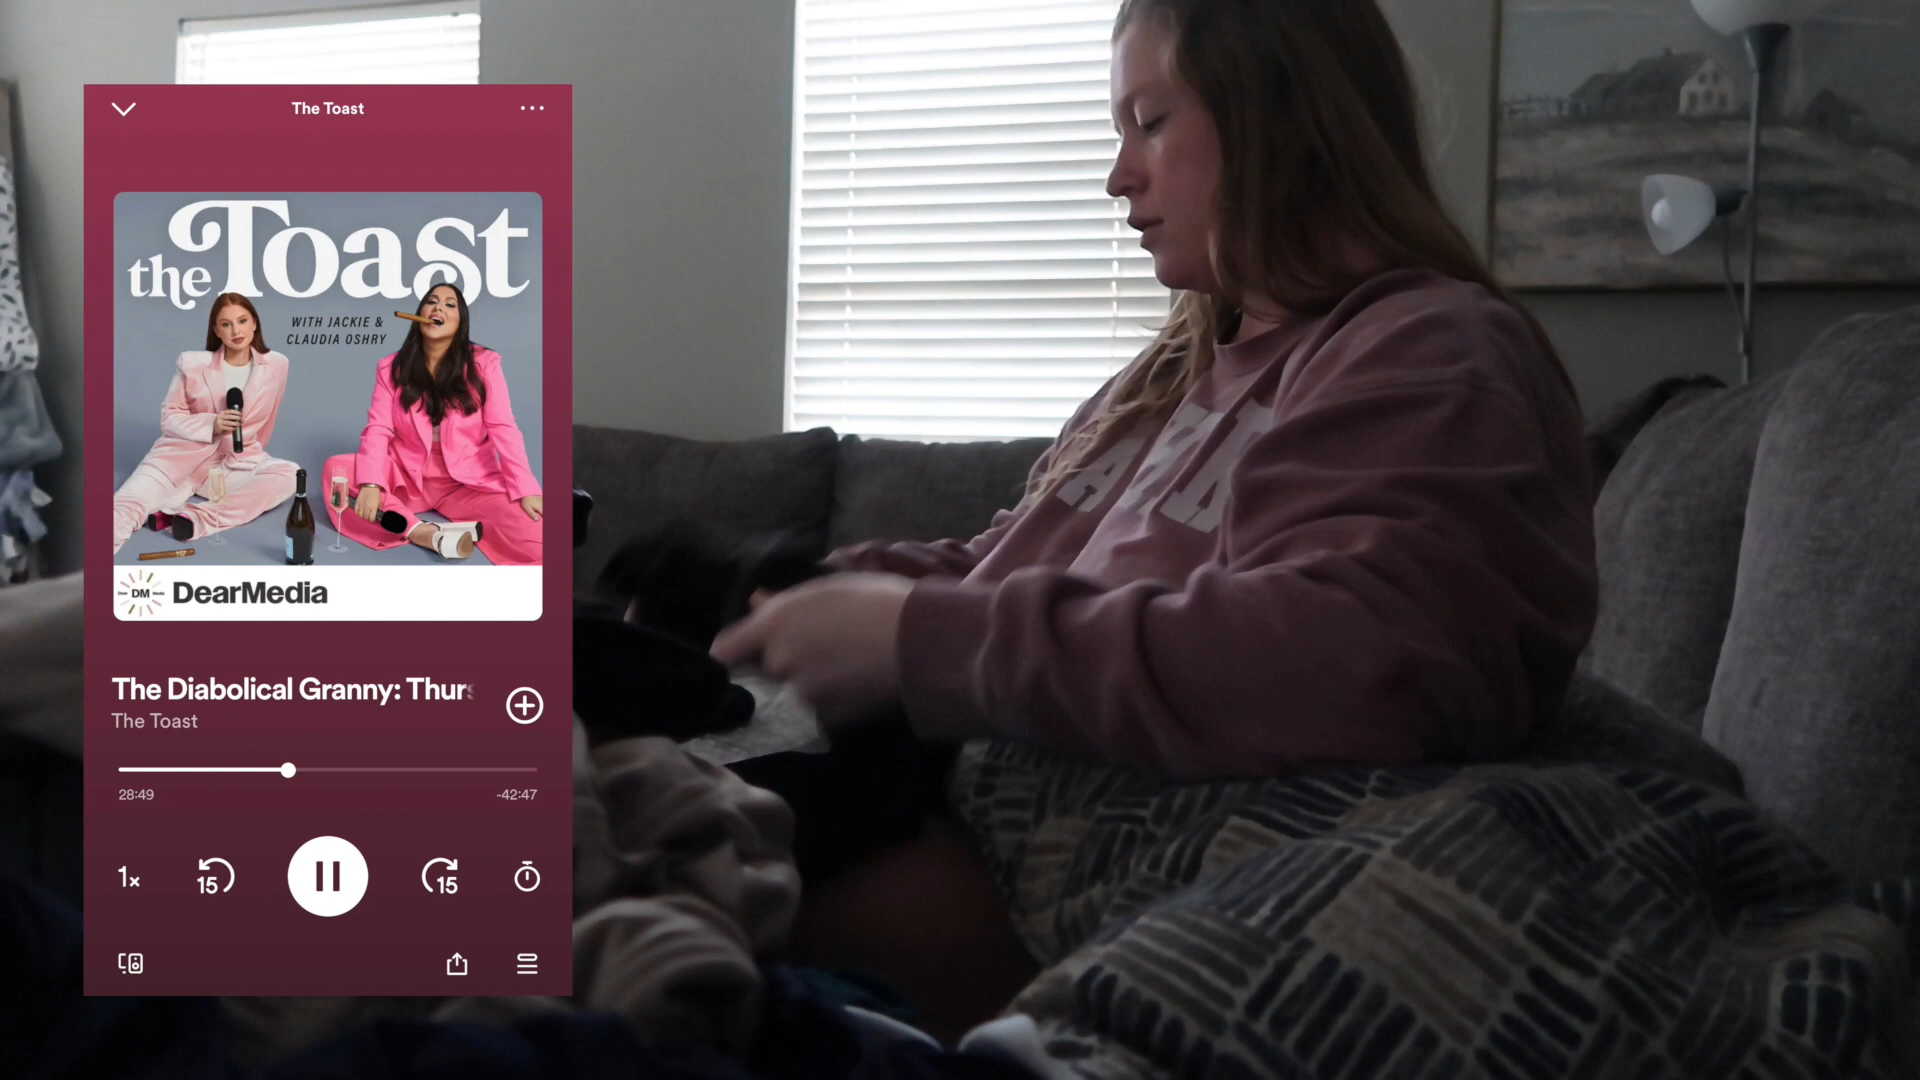 The Toast
the Toast
WITH JACKIE &
CLAUDIA OSHRY
DM
DearMedia
The Diabolical Granny: Thur
The Toast
28:49
-42:47
1x
15
15